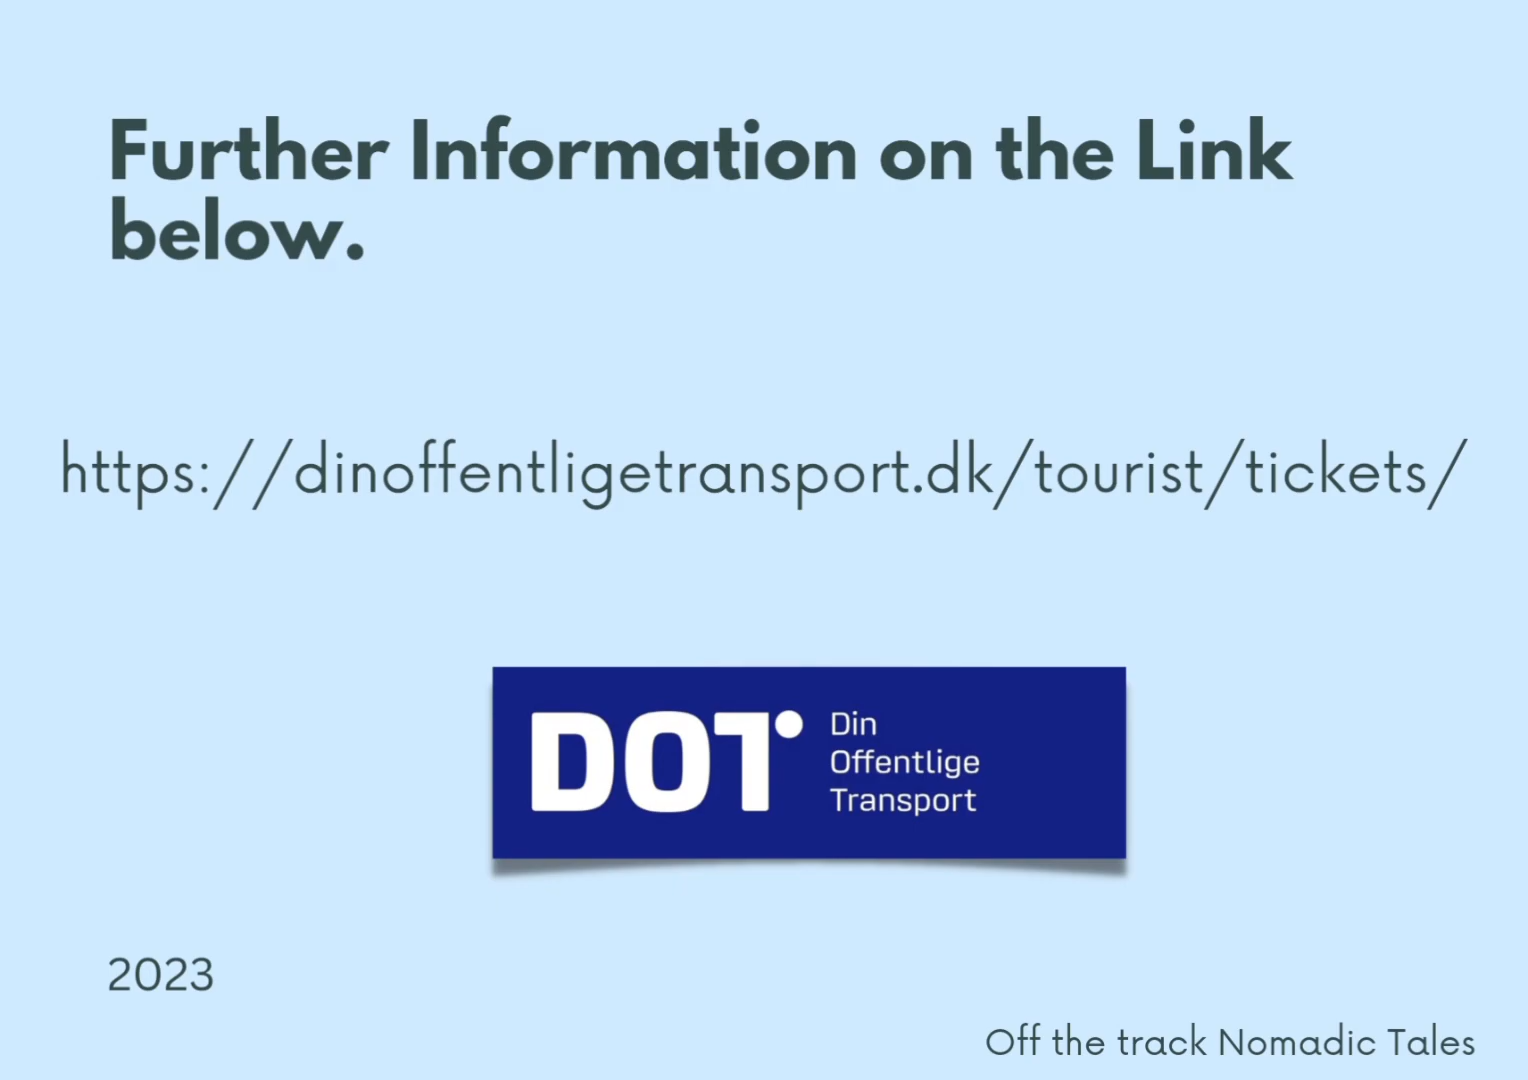 Further Information on the Link
below.
https://dinoffentligetransport.dk/tourist/tickets/
DOT
Din
Offentlige
Transport
2023
Off the track Nomadic Tales